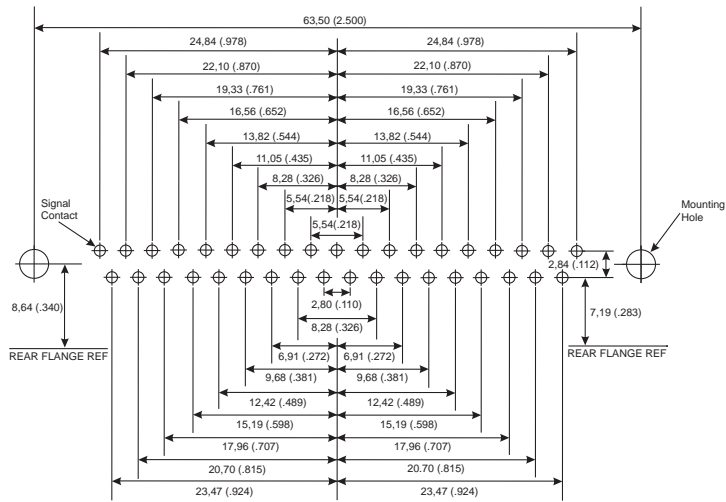 63,50 (2.500)
24,84 (.978) 24,84 (.978)
22,10 (.870) 22,10 (.870)
19,33 (.761) 19,33 (.761)
16,56 (.652) 16,56 (.652)
13,82 (.544) 13,82 (.544)
11,05 (.435) 11,05 (.435)
8,28 (.326) 8,28 (.326)
5,54(.218) 5,54(.218)
5,54(.218)
Signal
Contact
Mounting
Hole
2,84 (.112)
8,64 (.340)
2,80 (.110)
7,19 (.283)
8,28 (.326)
REAR FLANGE REF
6,91 (.272) 6,91 (.272)
REAR FLANGE REF
9,68 (.381) 9,68 (.381)
12,42 (.489) 12,42 (.489)
15,19 (.598) 15,19 (.598)
17,96 (.707) 17,96 (.707)
20,70 (.815) 20,70 (.815)
23,47 (.924) 23,47 (.924)